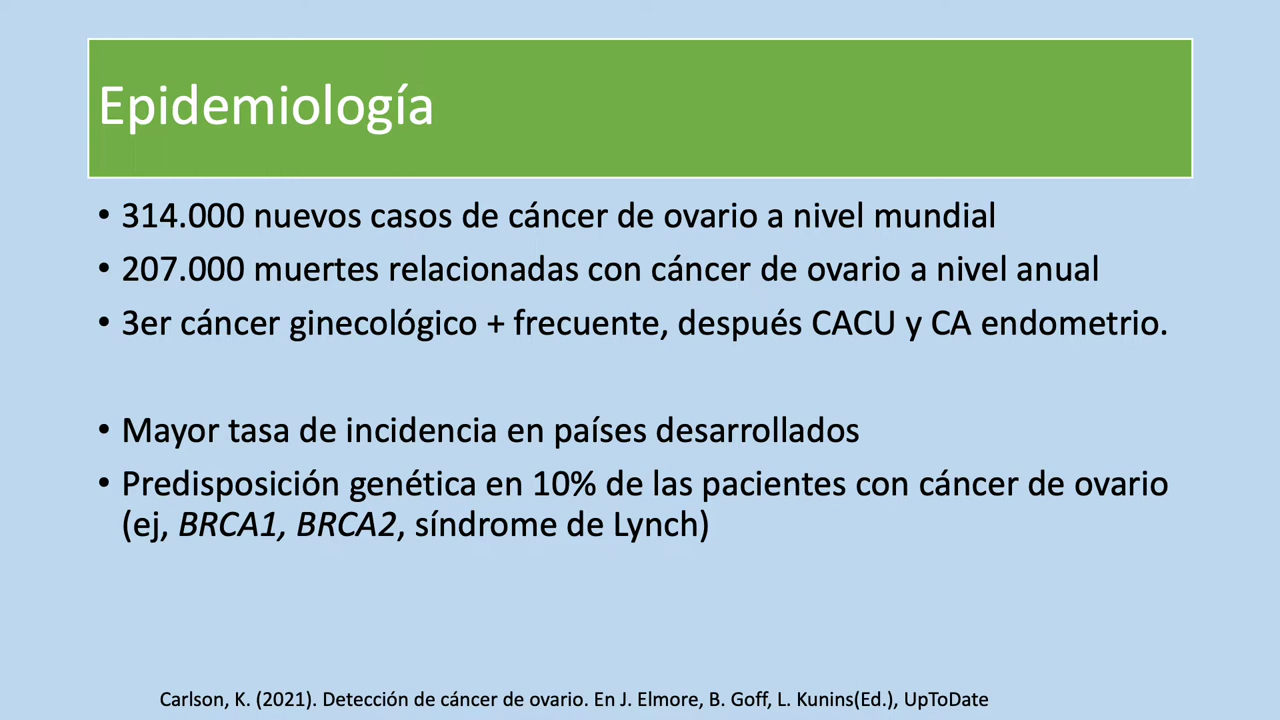 Epidemiología
• 314.000 nuevos casos de cáncer de ovario a nivel mundial
• 207.000 muertes relacionadas con cáncer de ovario a nivel anual
• 3er cáncer ginecológico + frecuente, después CACU y CA endometrio.
• Mayor tasa de incidencia en países desarrollados
• Predisposición genética en 10% de las pacientes con cáncer de ovario
(ej, BRCA1, BRCA2, síndrome de Lynch)
Carlson, K. (2021). Detección de cáncer de ovario. En J. Elmore, B. Goff, L. Kunins(Ed.), UpToDate